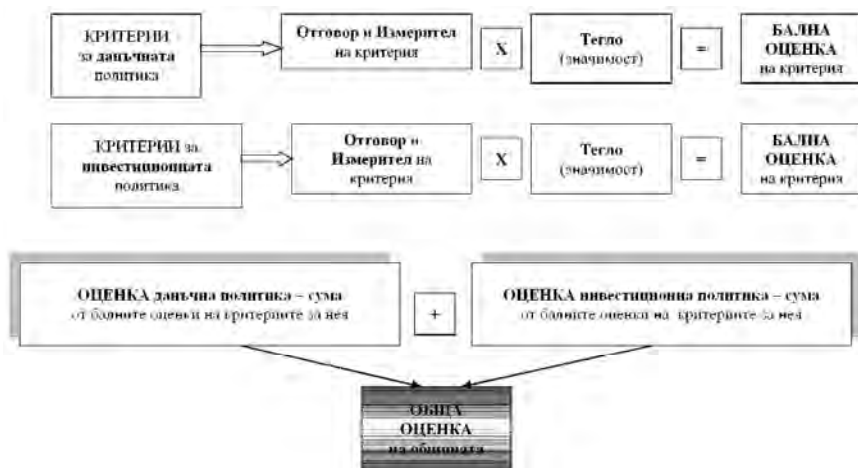 КРИТЕРИИ
за данъчната
политика
Отговор и Измерител
на критерия
X
Тегло
(значимост)
=
БАЛНА
ОЦЕНКА
на критерия
КРИТЕРИИ за
инвестиционната
политика
Отговор и
Измерител на
критерия
X
Тегло
(значимост)
=
БАЛНА
ОЦЕНКА
на критерия
ОЦЕНКА данъчна политика – сума
от балните оценки на критериите за нея
+
ОЦЕНКА инвестиционна политика – сума
от балните оценки на критериите за нея
ОБЩА
ОЦЕНКА
на общината